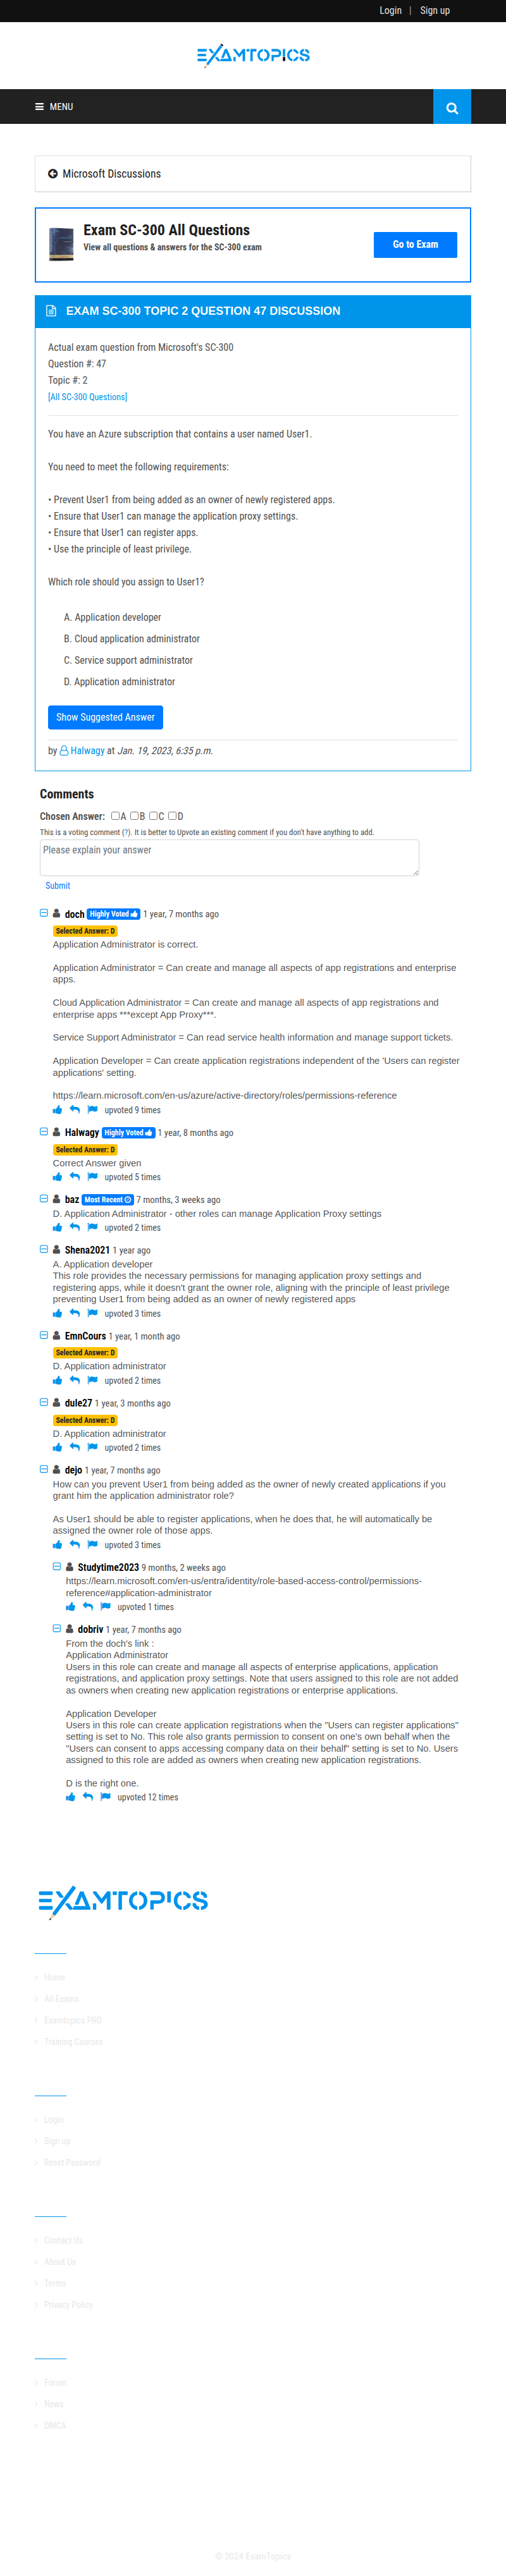 Login | Sign up
EXAMTOPICS
MENU
Microsoft Discussions
Exam SC-300 All Questions
View all questions & answers for the SC-300 exam
Go to Exam
EXAM SC-300 TOPIC 2 QUESTION 47 DISCUSSION
Actual exam question from Microsoft's SC-300
Question #: 47
Topic #: 2
[All SC-300 Questions]
You have an Azure subscription that contains a user named User1.
You need to meet the following requirements:
• Prevent User1 from being added as an owner of newly registered apps.
• Ensure that User1 can manage the application proxy settings.
• Ensure that User1 can register apps.
• Use the principle of least privilege.
Which role should you assign to User1?
A. Application developer
B. Cloud application administrator
C. Service support administrator
D. Application administrator
Show Suggested Answer
by Halwagy at Jan. 19, 2023, 6:35 p.m.
Comments
Chosen Answer: A B C D
This is a voting comment (?). It is better to Upvote an existing comment if you don't have anything to add.
Please explain your answer
Submit
doch Highly Voted 1 year, 7 months ago
Selected Answer: D
Application Administrator is correct.
Application Administrator = Can create and manage all aspects of app registrations and enterprise
apps.
Cloud Application Administrator = Can create and manage all aspects of app registrations and
enterprise apps ***except App Proxy***.
Service Support Administrator = Can read service health information and manage support tickets.
Application Developer = Can create application registrations independent of the 'Users can register
applications' setting.
https://learn.microsoft.com/en-us/azure/active-directory/roles/permissions-reference
upvoted 9 times
Halwagy Highly Voted 1 year, 8 months ago
Selected Answer: D
Correct Answer given
upvoted 5 times
baz Most Recent 7 months, 3 weeks ago
D. Application Administrator - other roles can manage Application Proxy settings
upvoted 2 times
Shena2021 1 year ago
A. Application developer
This role provides the necessary permissions for managing application proxy settings and
registering apps, while it doesn't grant the owner role, aligning with the principle of least privilege
preventing User1 from being added as an owner of newly registered apps
upvoted 3 times
EmnCours 1 year, 1 month ago
Selected Answer: D
D. Application administrator
upvoted 2 times
dule27 1 year, 3 months ago
Selected Answer: D
D. Application administrator
upvoted 2 times
dejo 1 year, 7 months ago
How can you prevent User1 from being added as the owner of newly created applications if you
grant him the application administrator role?
As User1 should be able to register applications, when he does that, he will automatically be
assigned the owner role of those apps.
upvoted 3 times
Studytime2023 9 months, 2 weeks ago
https://learn.microsoft.com/en-us/entra/identity/role-based-access-control/permissions-
reference#application-administrator
upvoted 1 times
dobriv 1 year, 7 months ago
From the doch's link :
Application Administrator
Users in this role can create and manage all aspects of enterprise applications, application
registrations, and application proxy settings. Note that users assigned to this role are not added
as owners when creating new application registrations or enterprise applications.
Application Developer
Users in this role can create application registrations when the "Users can register applications"
setting is set to No. This role also grants permission to consent on one's own behalf when the
"Users can consent to apps accessing company data on their behalf" setting is set to No. Users
assigned to this role are added as owners when creating new application registrations.
D is the right one.
upvoted 12 times
EXAMTOPICS
Home
All Exams
Examtopics PRO
Training Courses
Login
Sign up
Reset Password
Contact Us
About Us
Terms
Privacy Policy
Forum
News
DMCA
© 2024 ExamTopics